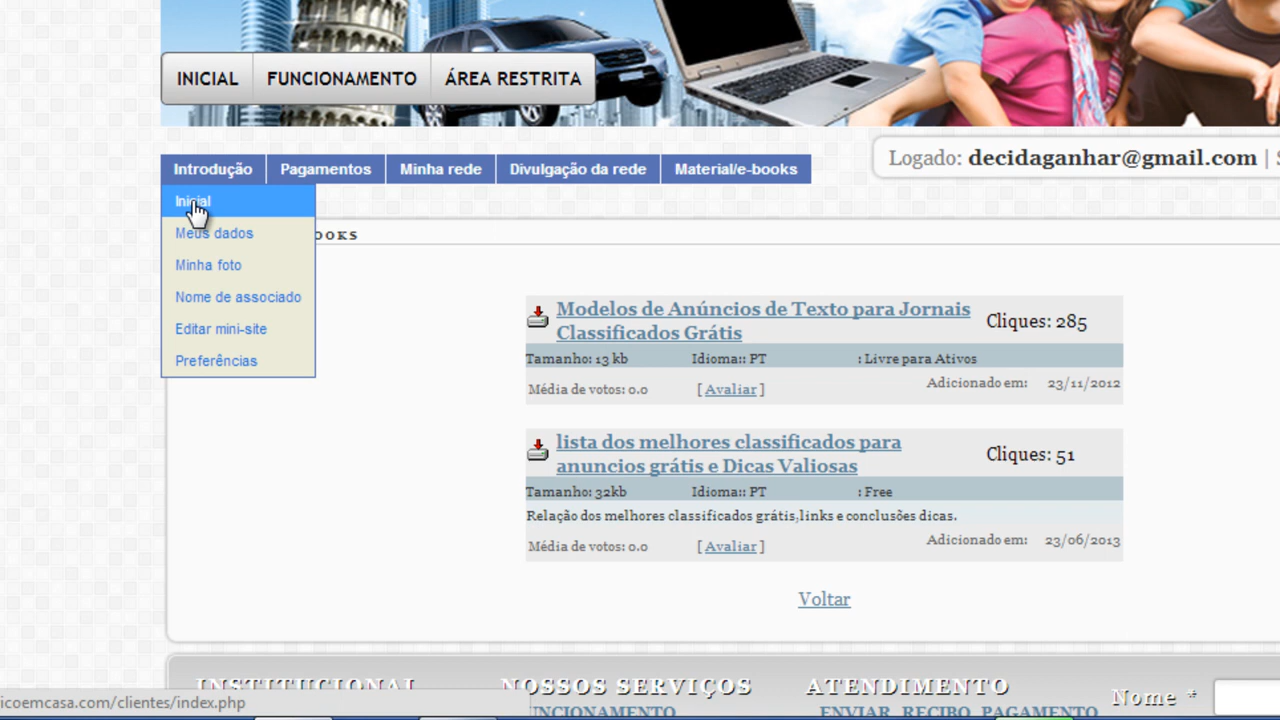 INICIAL FUNCIONAMENTO ÁREA RESTRITA
Logado: decidaganhar@gmail.com |
Introdução Pagamentos Minha rede Divulgação da rede Material/e-books
Inicial
Meus dados
Minha foto
Nome de associado
Editar mini-site
Preferências
OOKS
Modelos de Anúncios de Texto para Jornais
Classificados Grátis
Cliques: 285
Tamanho: 13 kb Idioma:: PT : Livre para Ativos
Média de votos: 0.0 [ Avaliar ] Adicionado em: 23/11/2012
lista dos melhores classificados para
anuncios grátis e Dicas Valiosas
Cliques: 51
Tamanho: 32kb Idioma:: PT : Free
Relação dos melhores classificados grátis,links e conclusões dicas.
Média de votos: 0.0 [ Avaliar ] Adicionado em: 23/06/2013
Voltar
INSTITUCIONAL NOSSOS SERVIÇOS ATENDIMENTO
Nome *
icoemcasa.com/clientes/index.php
UNCIONAMENTO ENVIAR RECIBO PAGAMENTO